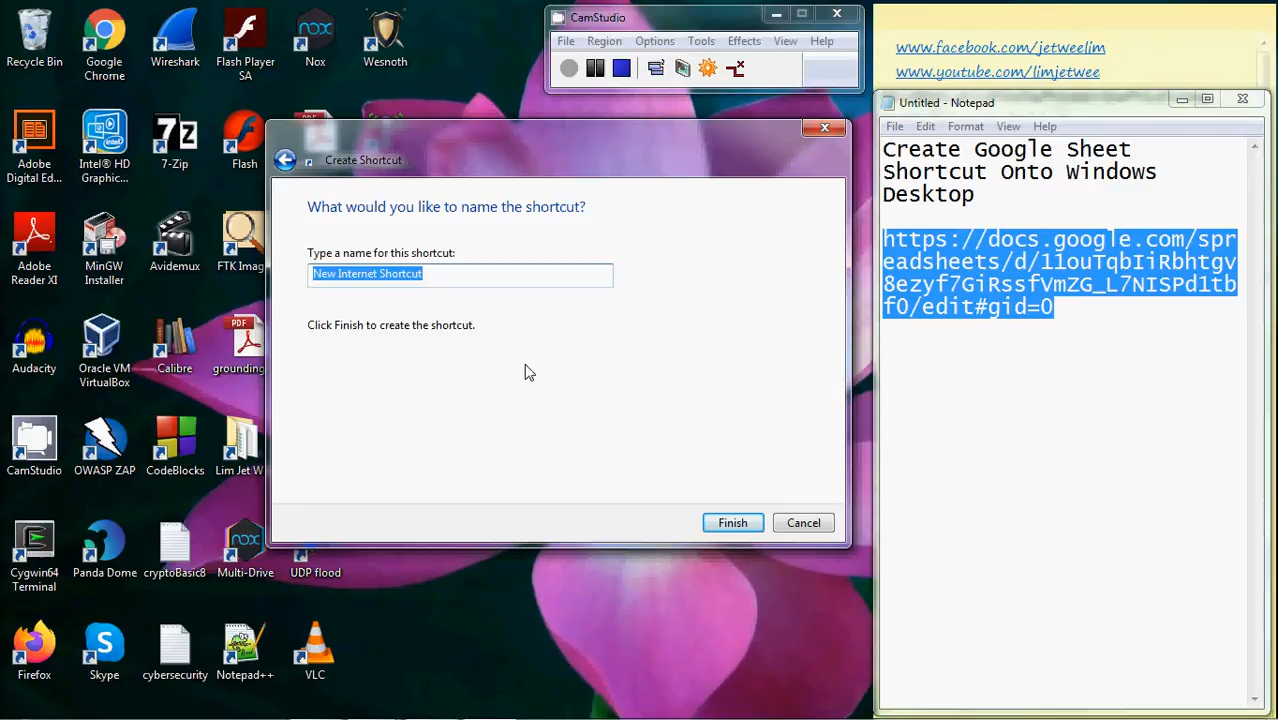 Recycle Bin
Google
Chrome
Wireshark
Flash Player
SA
Nox
Wesnoth
CamStudio
File Region Options Tools Effects View Help
www.facebook.com/jetweelim
www.youtube.com/limjetwee
Untitled - Notepad
File Edit Format View Help
Create Google Sheet
Shortcut Onto Windows
Desktop
https://docs.google.com/spr
eadsheets/d/11ouTqbIiRbhtgv
8ezyf7GiRssfVmZG_L7NISPd1tb
f0/edit#gid=0
Create Shortcut
What would you like to name the shortcut?
Type a name for this shortcut:
New Internet Shortcut
Click Finish to create the shortcut.
Finish
Cancel
Adobe
Digital Ed...
Intel® HD
Graphic...
7-Zip
Flash
Adobe
Reader XI
MinGW
Installer
Avidemux
FTK Imag
Audacity
Oracle VM
VirtualBox
Calibre
PDF
grounding
CamStudio
OWASP ZAP
CodeBlocks
Lim Jet W
Cygwin64
Terminal
Panda Dome
cryptoBasic8
nox
Multi-Drive
UDP flood
Firefox
Skype
cybersecurity
Notepad++
VLC